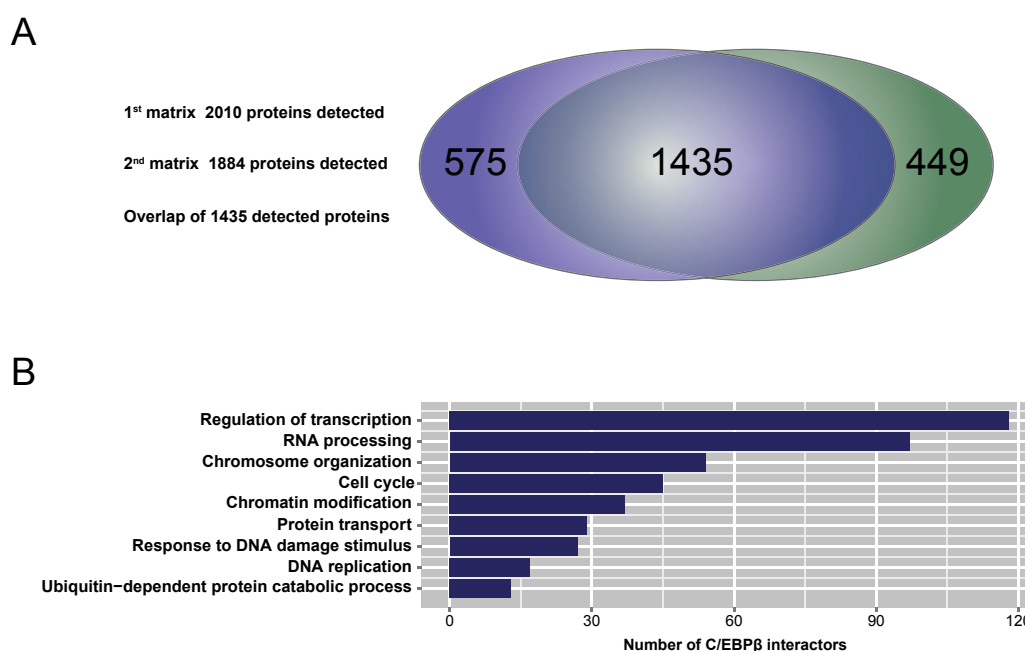 A
1st matrix 2010 proteins detected
2nd matrix 1884 proteins detected
Overlap of 1435 detected proteins
575
1435
449
B
Regulation of transcription
RNA processing
Chromosome organization
Cell cycle
Chromatin modification
Protein transport
Response to DNA damage stimulus
DNA replication
Ubiquitin−dependent protein catabolic process
0 30 60 90 120
Number of C/EBPβ interactors